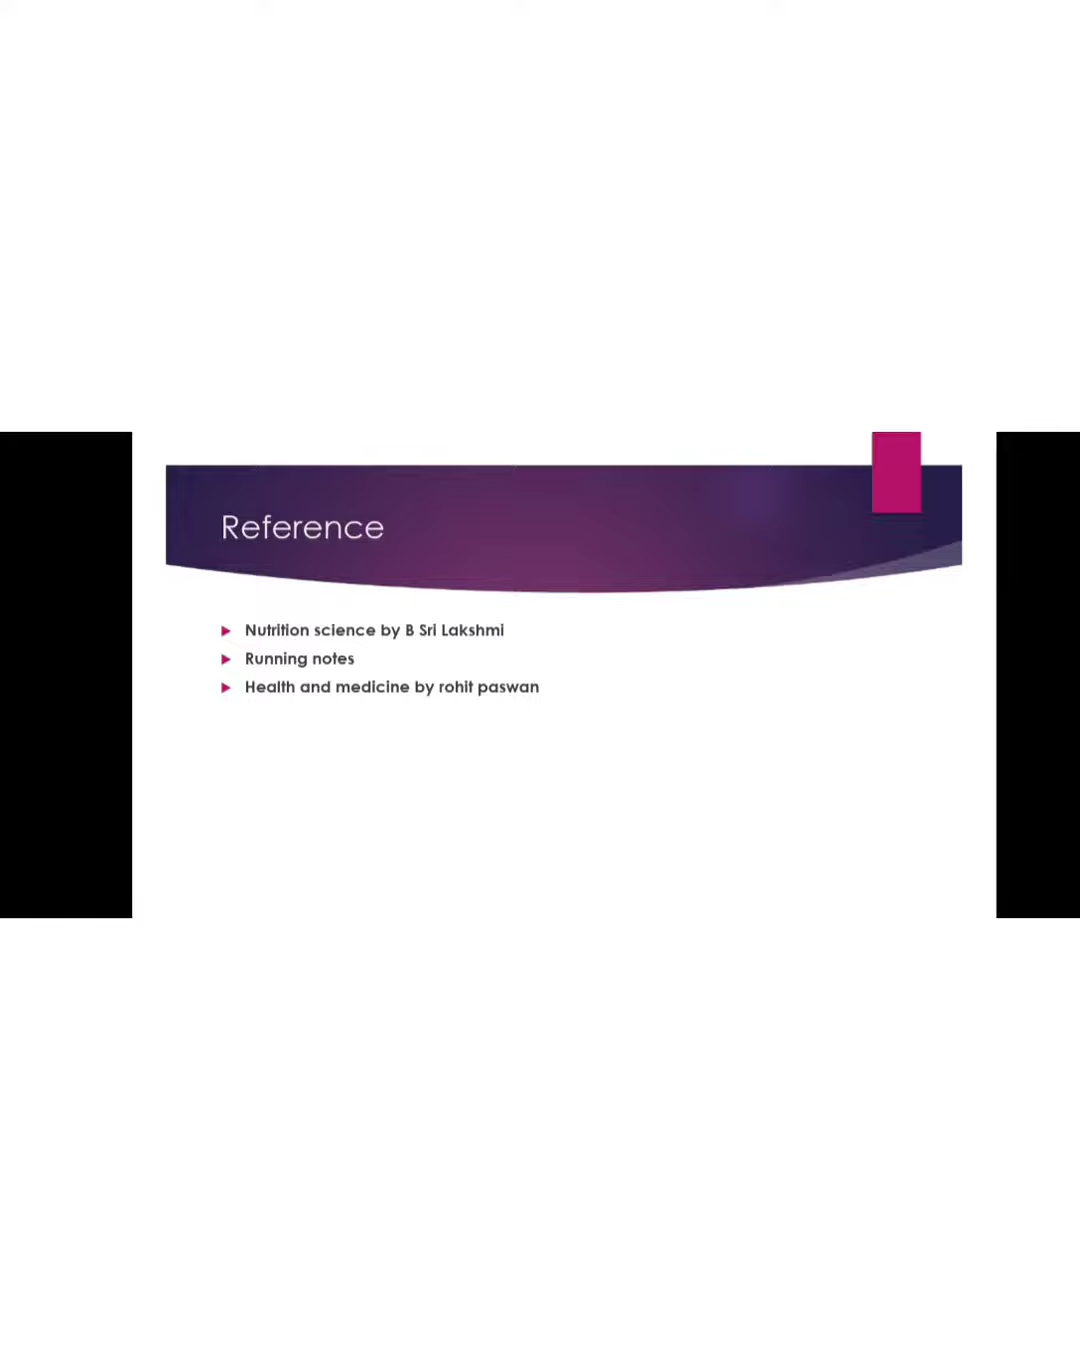 Reference
Nutrition science by B Sri Lakshmi
Running notes
Health and medicine by rohit paswan